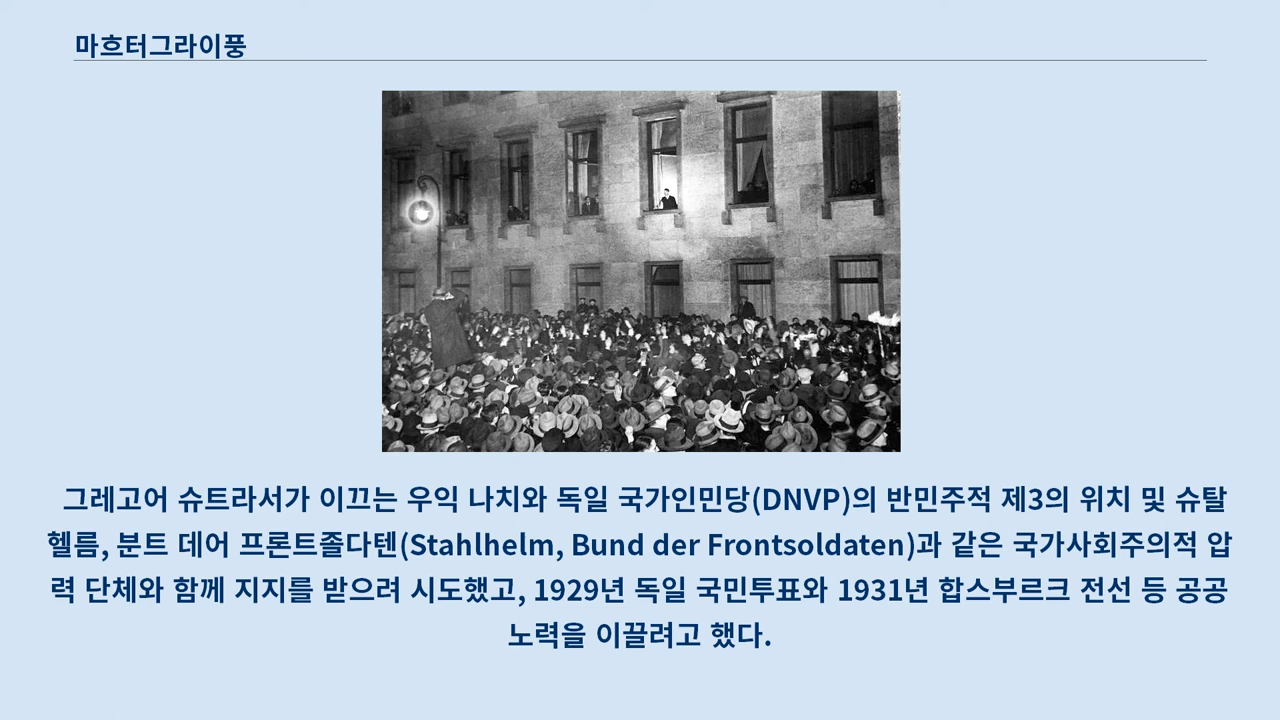 마흐터그라이풍
그레고어 슈트라서가 이끄는 우익 나치와 독일 국가인민당(DNVP)의 반민주적 제3의 위치 및 슈탈
헬름, 분트 데어 프론트졸다텐(Stahlhelm, Bund der Frontsoldaten)과 같은 국가사회주의적 압
력 단체와 함께 지지를 받으려 시도했고, 1929년 독일 국민투표와 1931년 합스부르크 전선 등 공공
노력을 이끌려고 했다.